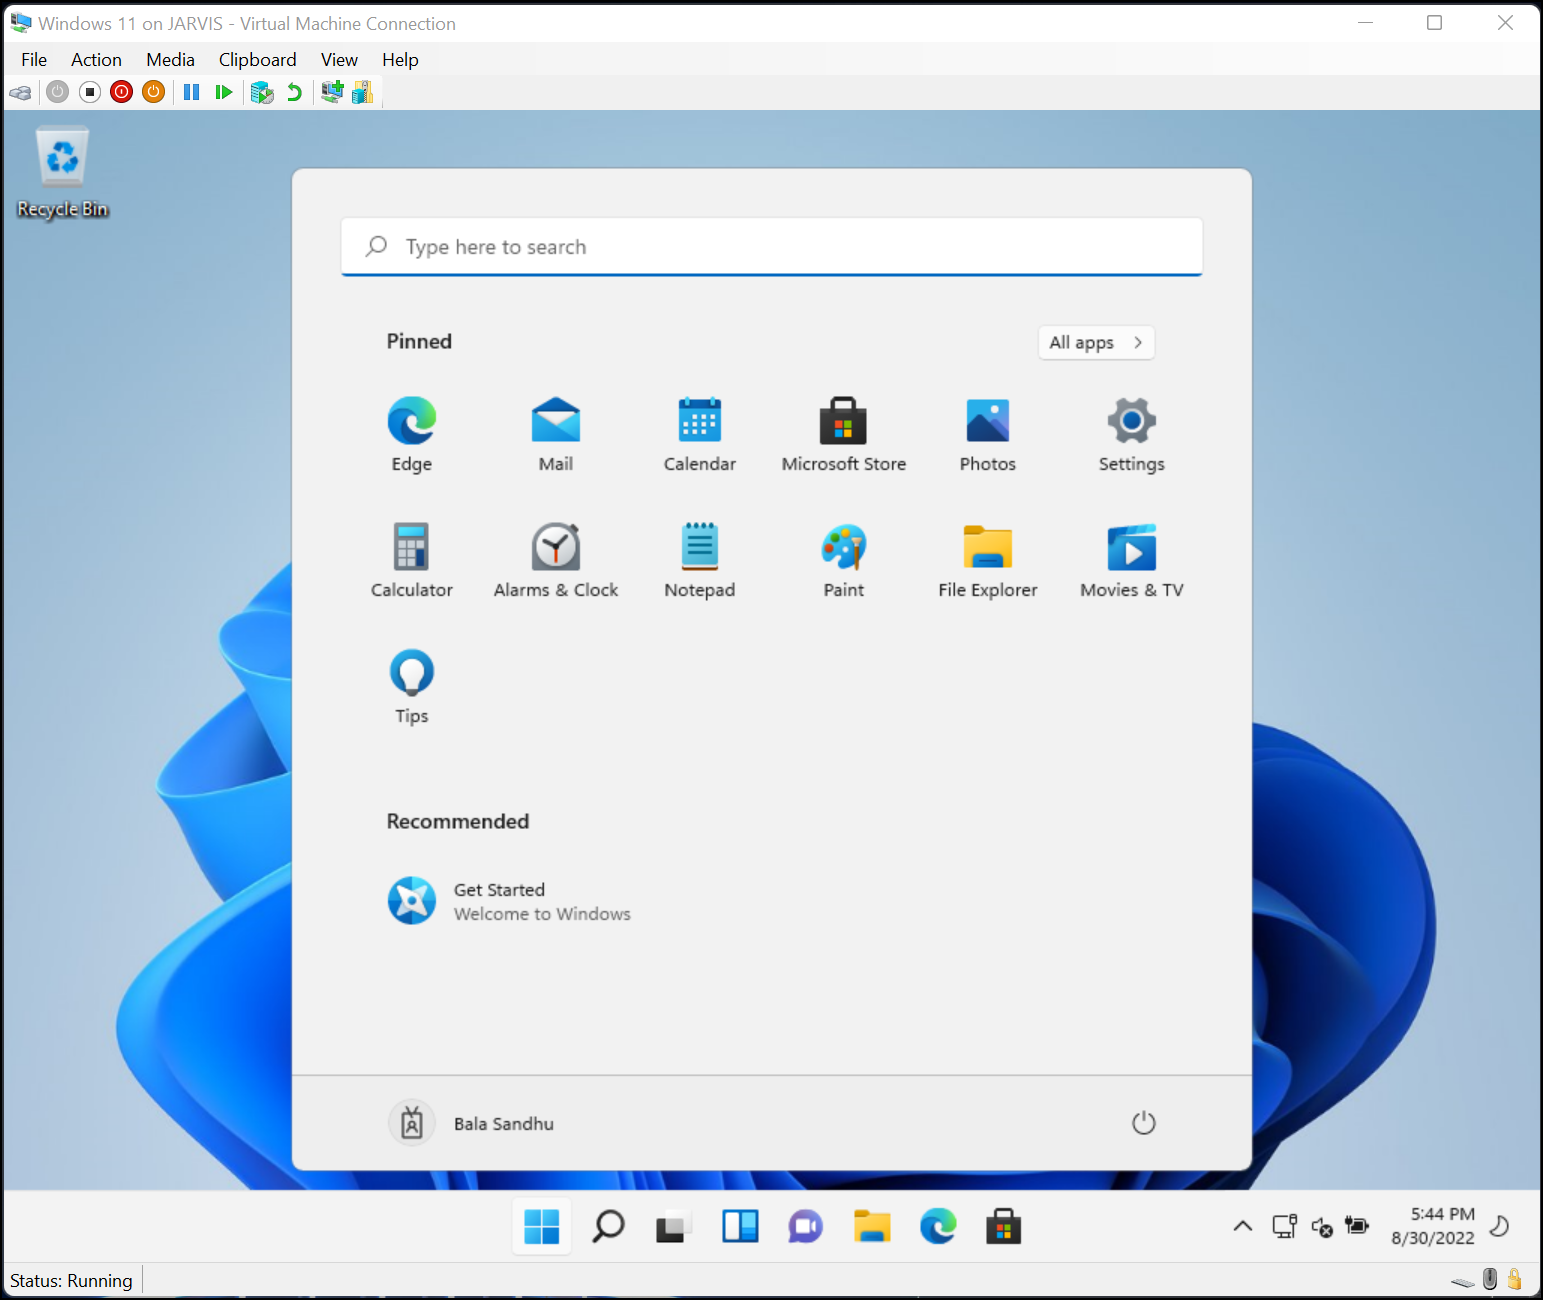 Windows 11 on JARVIS - Virtual Machine Connection
File Action Media Clipboard View Help
Recycle Bin
Type here to search
Pinned
All apps
Edge Mail Calendar Microsoft Store Photos Settings
Calculator Alarms & Clock Notepad Paint File Explorer Movies & TV
Tips
Recommended
Get Started
Welcome to Windows
Bala Sandhu
5:44 PM
8/30/2022
Status: Running